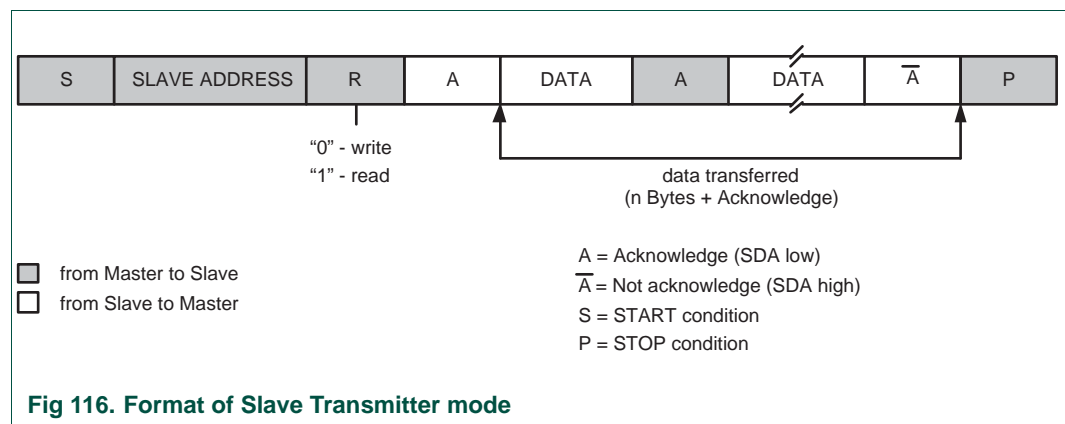 S SLAVE ADDRESS R A DATA A DATA A̅ P
“0” - write
“1” - read
data transferred
(n Bytes + Acknowledge)
from Master to Slave
from Slave to Master
A = Acknowledge (SDA low)
A̅ = Not acknowledge (SDA high)
S = START condition
P = STOP condition
Fig 116. Format of Slave Transmitter mode